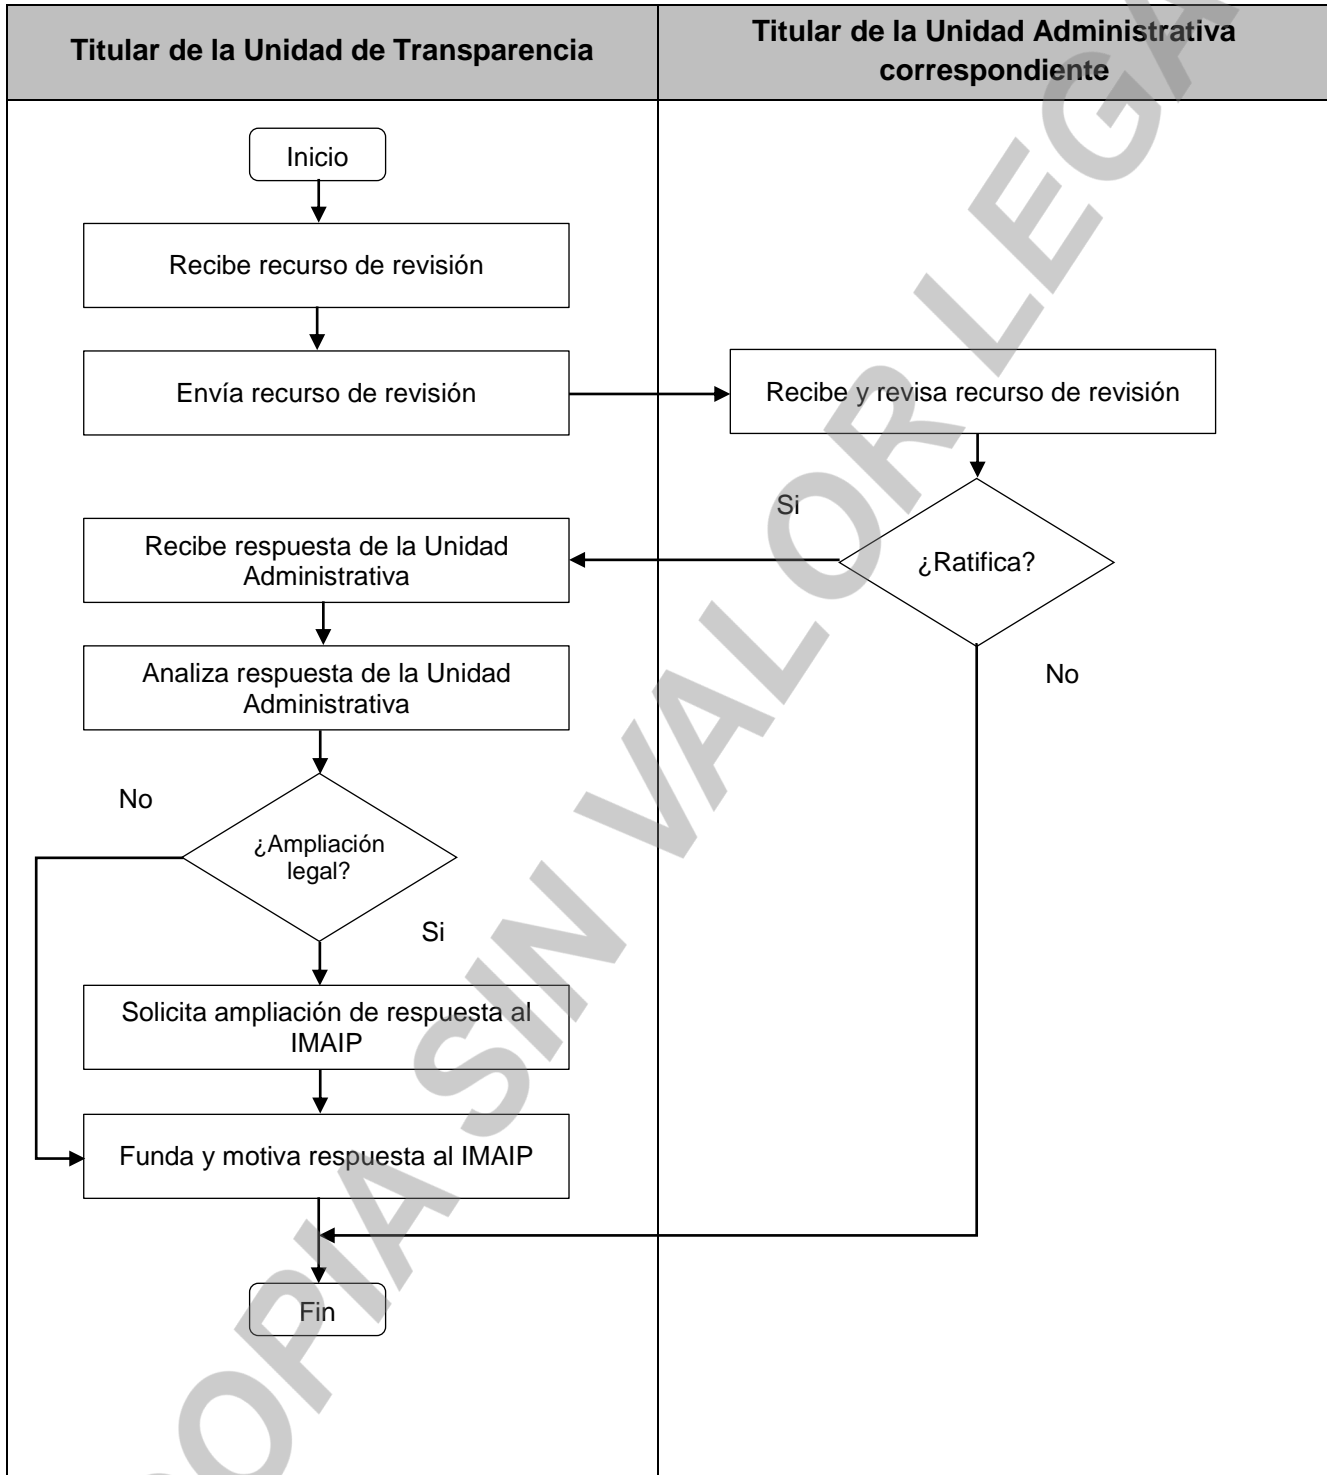 Titular de la Unidad de Transparencia
Titular de la Unidad Administrativa
correspondiente
Inicio
Recibe recurso de revisión
Envía recurso de revisión
Recibe y revisa recurso de revisión
Si
¿Ratifica?
No
Recibe respuesta de la Unidad
Administrativa
Analiza respuesta de la Unidad
Administrativa
No
¿Ampliación
legal?
Si
Solicita ampliación de respuesta al
IMAIP
Funda y motiva respuesta al IMAIP
Fin
COPIA SIN VALOR LEGAL